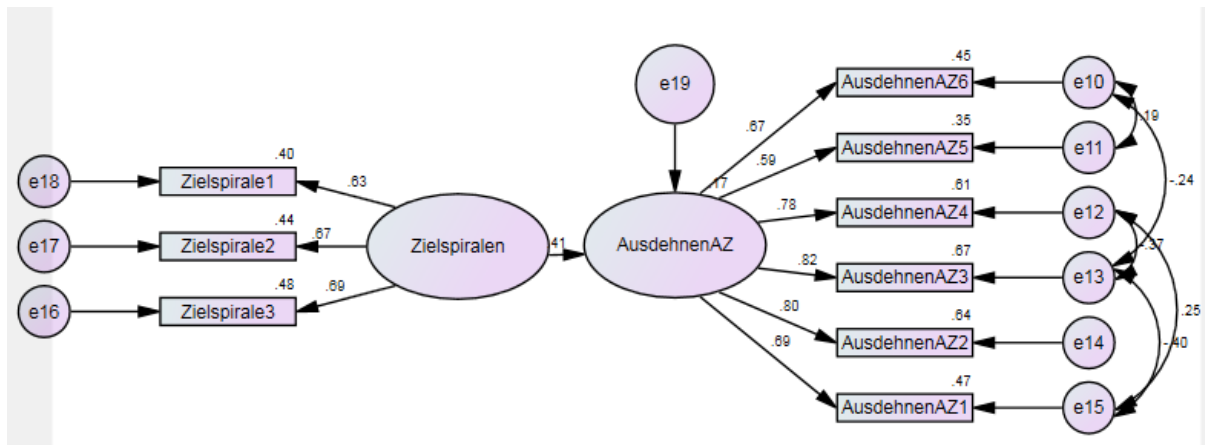 .45
e19
AusdehnenAZ6
e10
.67
.19
.35
AusdehnenAZ5
e11
.59
.40
.17
-.24
e18
Zielspirale1
.63
.61
.78
AusdehnenAZ4
e12
.44
e17
Zielspirale2
.67
Zielspiralen
.41
AusdehnenAZ
-.37
.67
.82
AusdehnenAZ3
e13
.48
.69
e16
Zielspirale3
.80
.64
.25
AusdehnenAZ2
e14
-.40
.69
.47
AusdehnenAZ1
e15